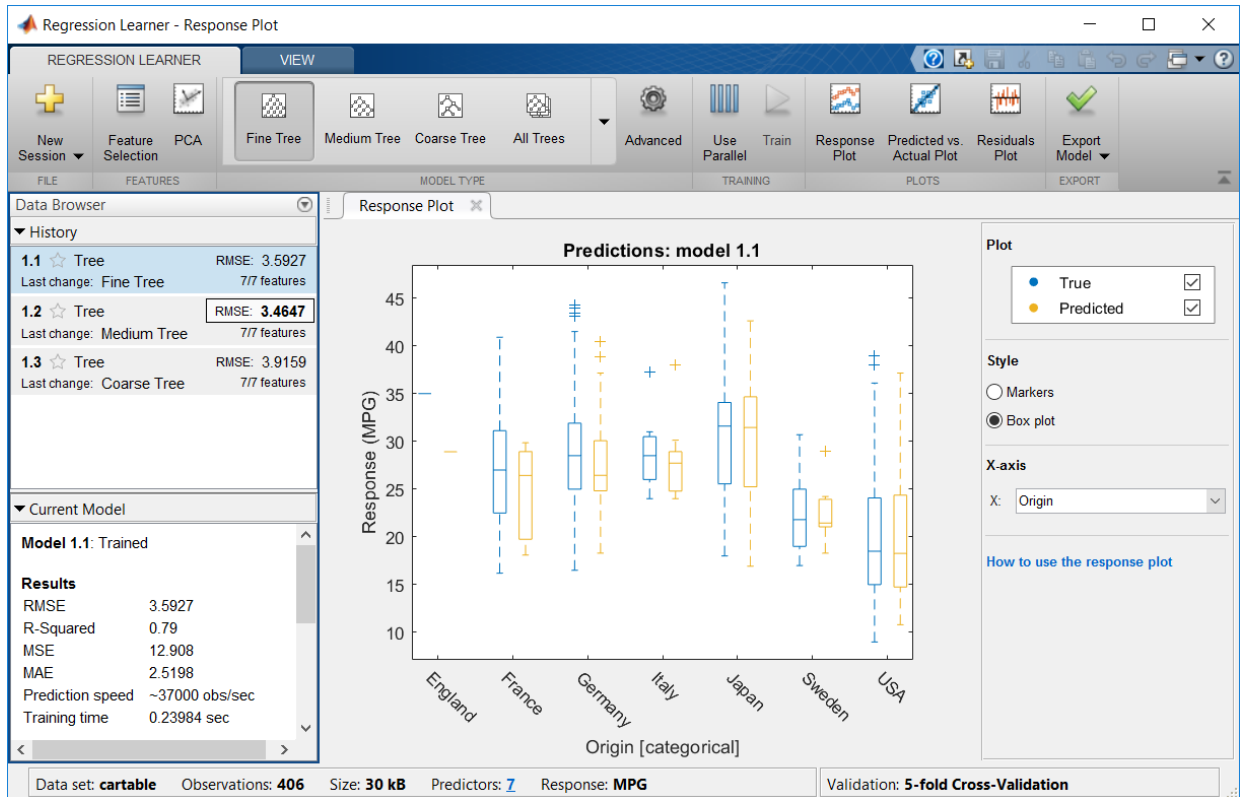 Regression Learner - Response Plot
REGRESSION LEARNER VIEW
New Session
Feature Selection
PCA
Fine Tree
Medium Tree
Coarse Tree
All Trees
Advanced
Use Parallel
Train
Response Plot
Predicted vs. Actual Plot
Residuals Plot
Export Model
FILE FEATURES MODEL TYPE TRAINING PLOTS EXPORT
Data Browser
History
1.1 Tree RMSE: 3.5927
Last change: Fine Tree 7/7 features
1.2 Tree RMSE: 3.4647
Last change: Medium Tree 7/7 features
1.3 Tree RMSE: 3.9159
Last change: Coarse Tree 7/7 features
Current Model
Model 1.1: Trained
Results
RMSE 3.5927
R-Squared 0.79
MSE 12.908
MAE 2.5198
Prediction speed ~37000 obs/sec
Training time 0.23984 sec
Response Plot
Predictions: model 1.1
Response (MPG)
45
40
35
30
25
20
15
10
England France Germany Italy Japan Sweden USA
Origin [categorical]
Plot
True
Predicted
Style
Markers
Box plot
X-axis
X: Origin
How to use the response plot
Data set: cartable Observations: 406 Size: 30 kB Predictors: 7 Response: MPG Validation: 5-fold Cross-Validation